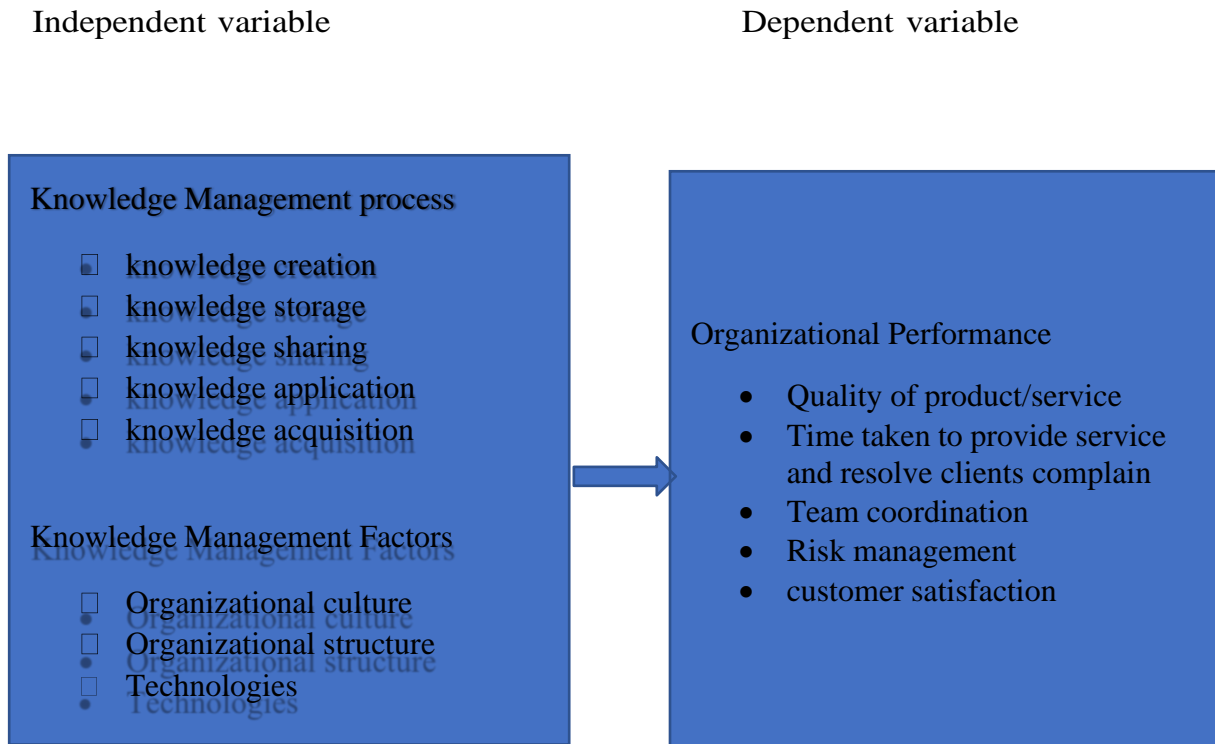 Independent variable
Dependent variable
Knowledge Management process
knowledge creation
knowledge storage
knowledge sharing
knowledge application
knowledge acquisition
Knowledge Management Factors
Organizational culture
Organizational structure
Technologies
Organizational Performance
• Quality of product/service
• Time taken to provide service
and resolve clients complain
• Team coordination
• Risk management
• customer satisfaction